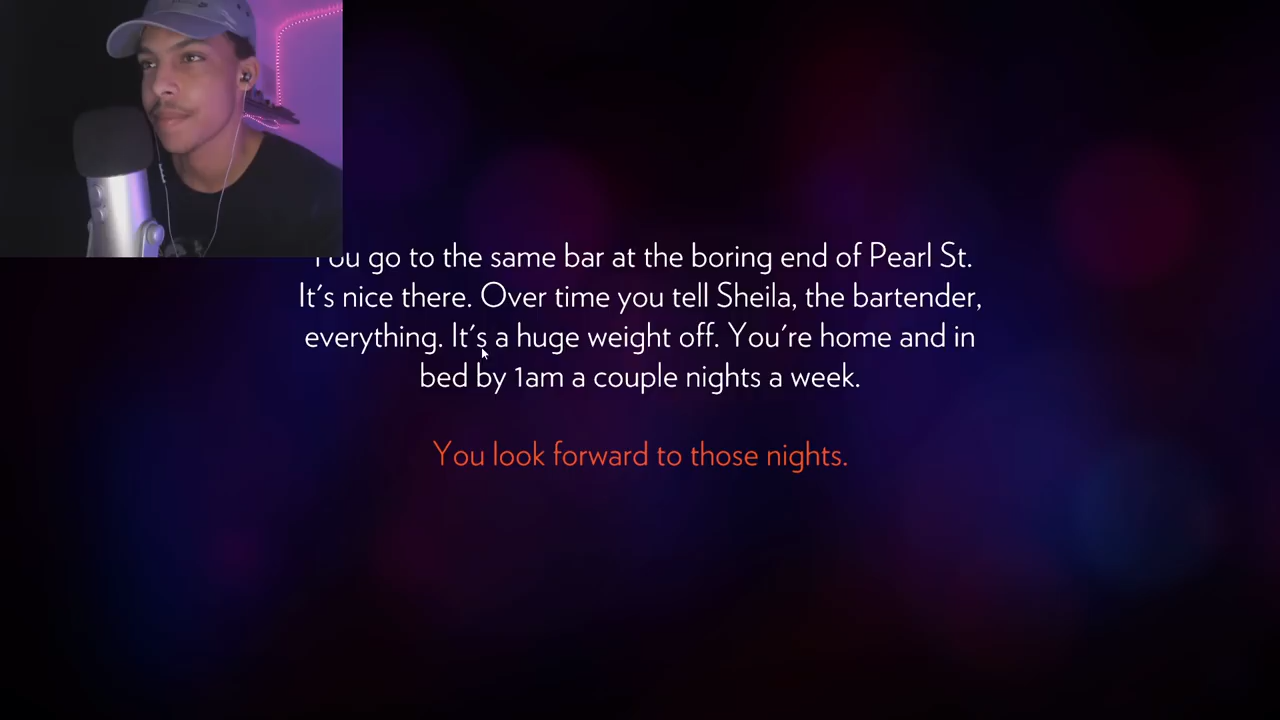 You go to the same bar at the boring end of Pearl St.
It's nice there. Over time you tell Sheila, the bartender,
everything. It's a huge weight off. You're home and in
bed by 1am a couple nights a week.
You look forward to those nights.